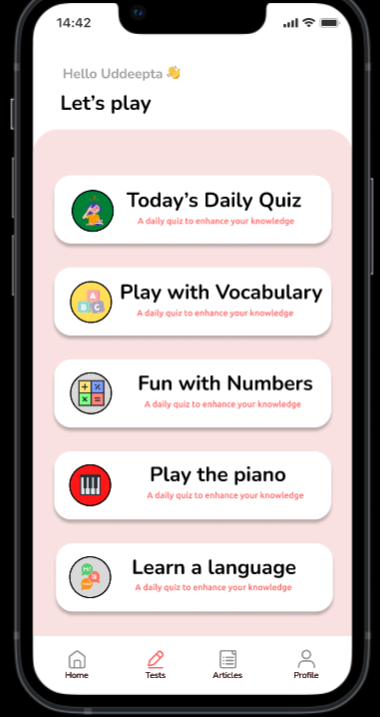 14:42
Hello Uddeepta 👋
Let's play
Today's Daily Quiz
A daily quiz to enhance your knowledge
A
B C
Play with Vocabulary
A daily quiz to enhance your knowledge
Fun with Numbers
A daily quiz to enhance your knowledge
Play the piano
A daily quiz to enhance your knowledge
Learn a language
A daily quiz to enhance your knowledge
Home Tests Articles Profile